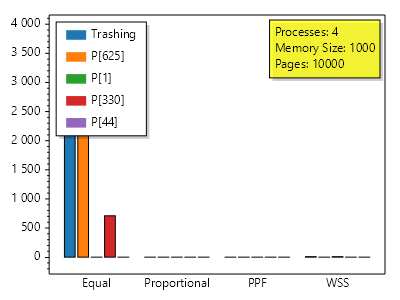 4 000
3 500
3 000
2 500
2 000
1 500
1 000
500
0
Trashing
P[625]
P[1]
P[330]
P[44]
Processes: 4
Memory Size: 1000
Pages: 10000
Equal
Proportional
PPF
WSS